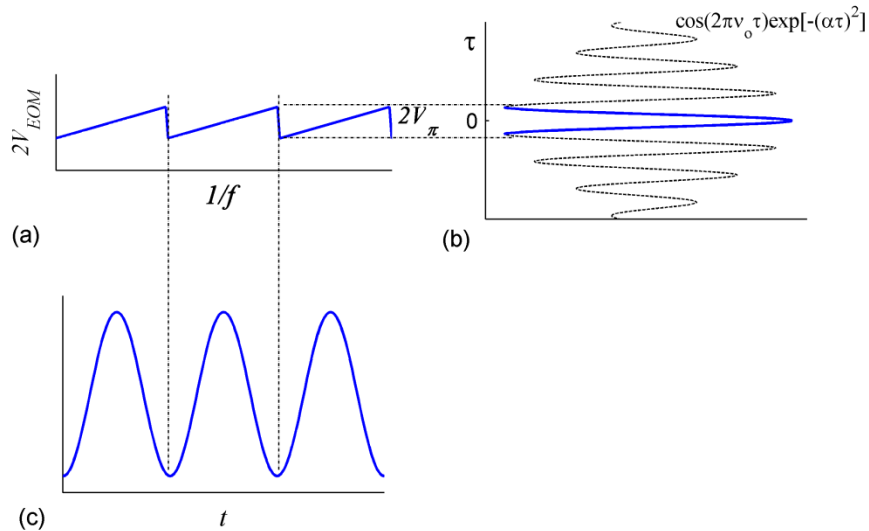 cos(2πν₀τ)exp[-(ατ)²]
τ
2V_EOM
2V_π
0
1/f
(a)
(b)
(c)
t